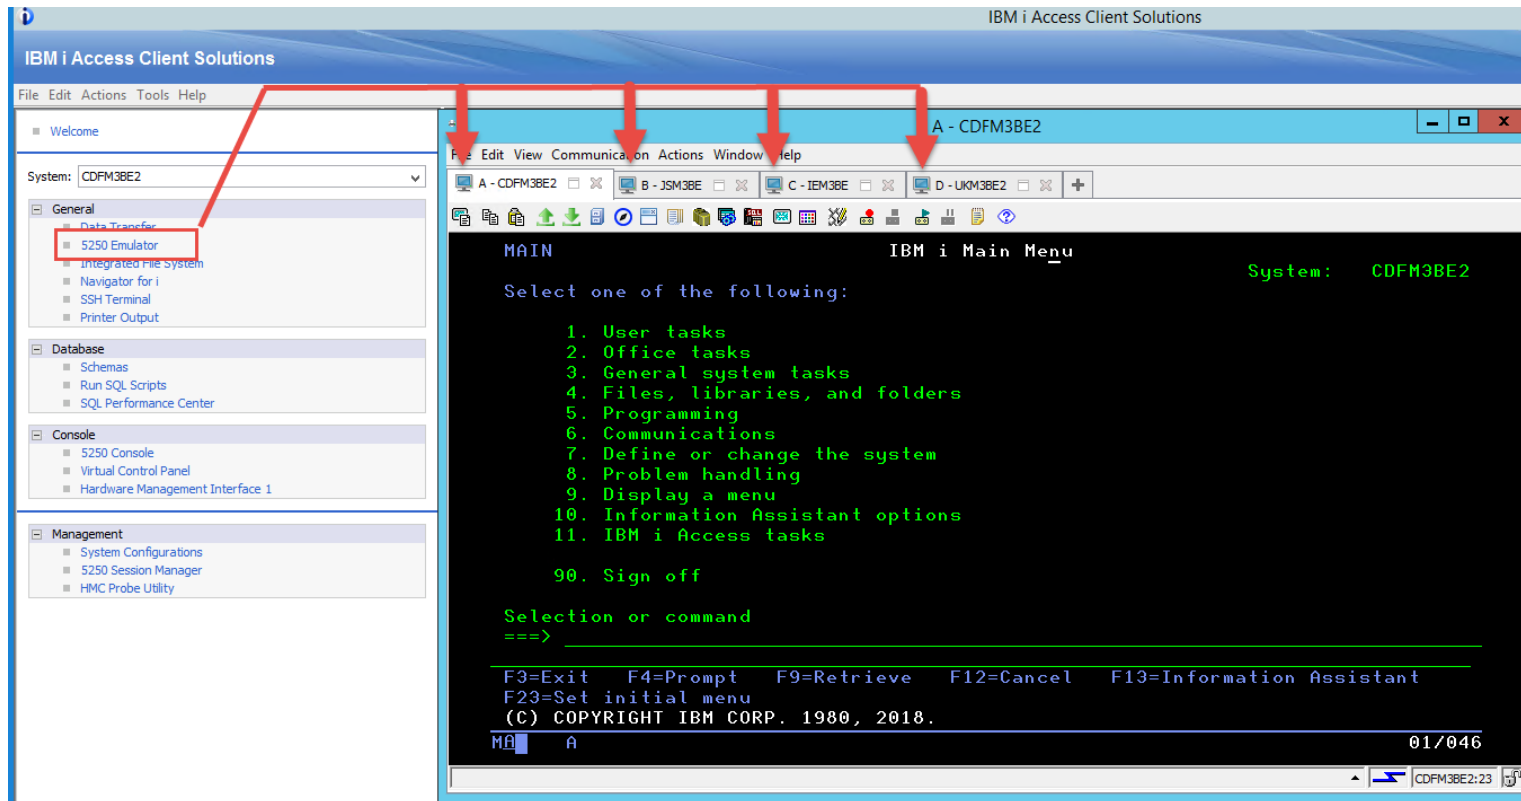 IBM i Access Client Solutions
IBM i Access Client Solutions
File Edit Actions Tools Help
Welcome
System: CDFM3BE2
General
Data Transfer
5250 Emulator
Integrated File System
Navigator for i
SSH Terminal
Printer Output
Database
Schemas
Run SQL Scripts
SQL Performance Center
Console
5250 Console
Virtual Control Panel
Hardware Management Interface 1
Management
System Configurations
5250 Session Manager
HMC Probe Utility
A - CDFM3BE2
Edit View Communication Actions Window Help
A - CDFM3BE2 B - JSM3BE C - IEM3BE D - UKM3BE2
MAIN IBM i Main Menu
System: CDFM3BE2
Select one of the following:
1. User tasks
2. Office tasks
3. General system tasks
4. Files, libraries, and folders
5. Programming
6. Communications
7. Define or change the system
8. Problem handling
9. Display a menu
10. Information Assistant options
11. IBM i Access tasks
90. Sign off
Selection or command
===>
F3=Exit F4=Prompt F9=Retrieve F12=Cancel F13=Information Assistant
F23=Set initial menu
(C) COPYRIGHT IBM CORP. 1980, 2018.
MA A 01/046
CDFM3BE2:23